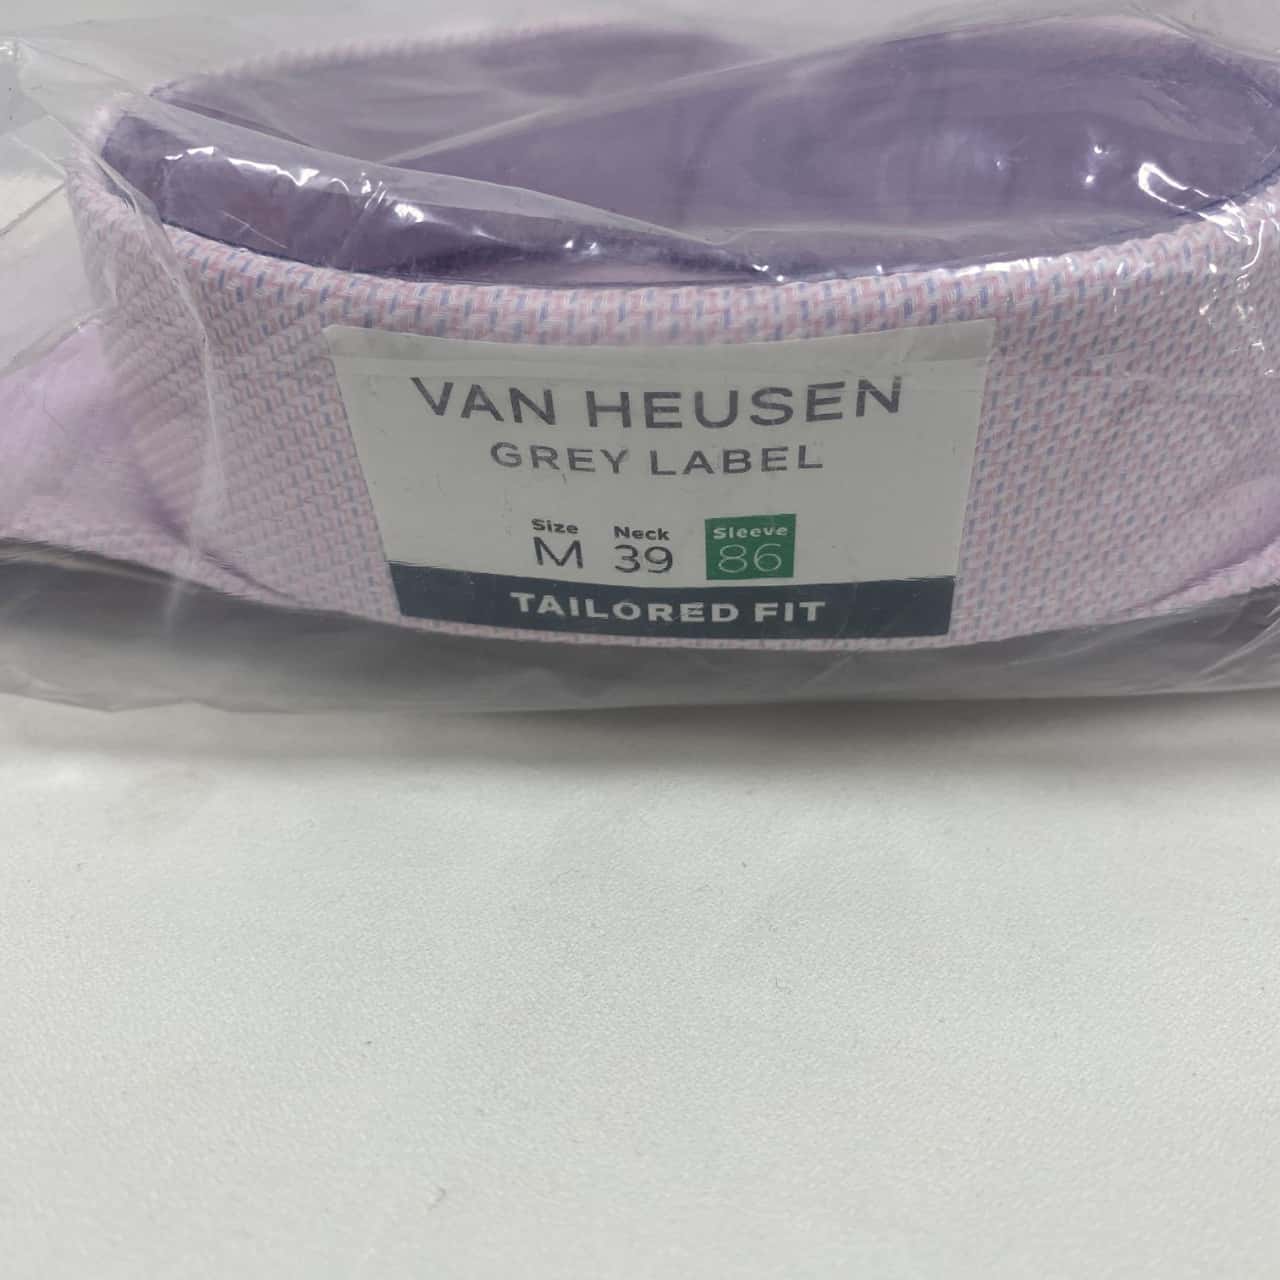 VAN HEUSEN
GREY LABEL
Size Neck Sleeve
M 39 86
TAILORED FIT